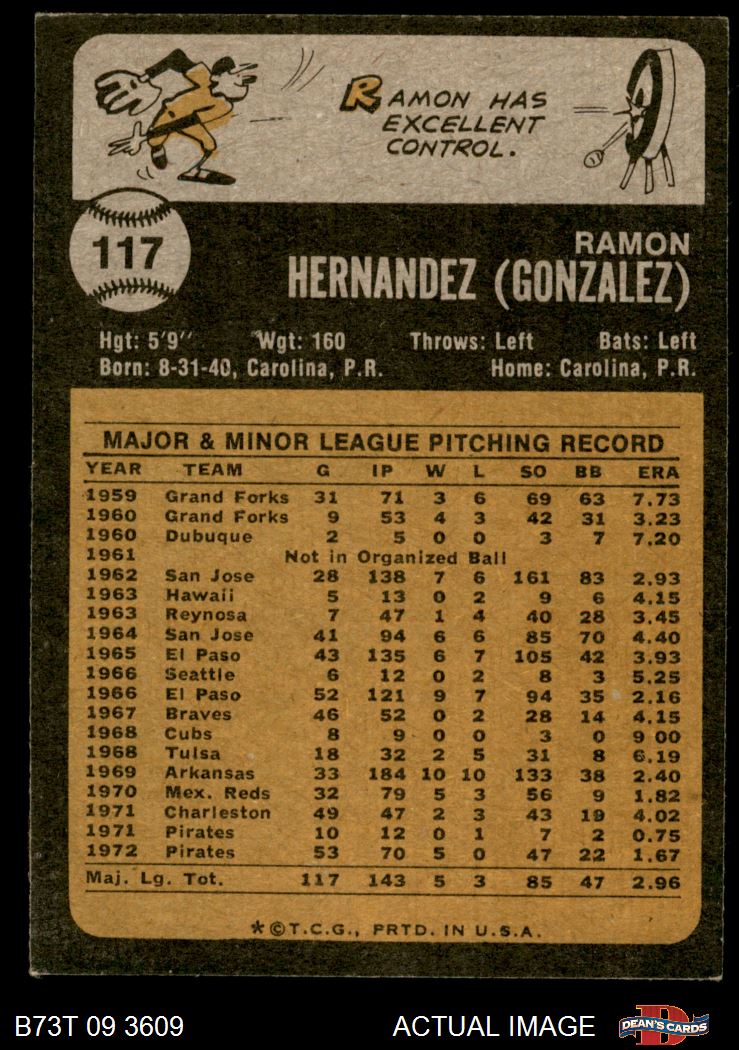 RAMON HAS
EXCELLENT
CONTROL.
117
RAMON
HERNANDEZ (GONZALEZ)
Hgt: 5'9" Wgt: 160 Throws: Left Bats: Left
Born: 8-31-40, Carolina, P.R. Home: Carolina, P.R.
MAJOR & MINOR LEAGUE PITCHING RECORD
YEAR TEAM G IP W L SO BB ERA
1959 Grand Forks 31 71 3 6 69 63 7.73
1960 Grand Forks 9 53 4 3 42 31 3.23
1960 Dubuque 2 5 0 0 3 7 7.20
1961 Not in Organized Ball
1962 San Jose 28 138 7 6 161 83 2.93
1963 Hawaii 5 13 0 2 9 6 4.15
1963 Reynosa 7 47 1 4 40 28 3.45
1964 San Jose 41 94 6 6 85 70 4.40
1965 El Paso 43 135 6 7 105 42 3.93
1966 Seattle 6 12 0 2 8 3 5.25
1966 El Paso 52 121 9 7 94 35 2.16
1967 Braves 46 52 0 2 28 14 4.15
1968 Cubs 8 9 0 0 3 0 9 00
1968 Tulsa 18 32 2 5 31 8 6.19
1969 Arkansas 33 184 10 10 133 38 2.40
1970 Mex. Reds 32 79 5 3 56 9 1.82
1971 Charleston 49 47 2 3 43 19 4.02
1971 Pirates 10 12 0 1 7 2 0.75
1972 Pirates 53 70 5 0 47 22 1.67
Maj. Lg. Tot. 117 143 5 3 85 47 2.96
*©T.C.G., PRTD. IN U.S.A.
B73T 09 3609 ACTUAL IMAGE DEAN'S CARDS